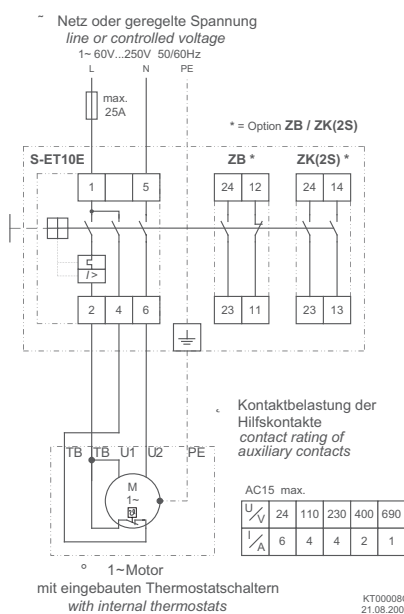 ~ Netz oder geregelte Spannung
line or controlled voltage
1~ 60V...250V 50/60Hz
L N PE
max.
25A
* = Option ZB / ZK(2S)
S-ET10E ZB * ZK(2S) *
1 5 24 12 24 14
I >
2 4 6 23 11 23 13
Kontaktbelastung der
Hilfskontakte
contact rating of
auxiliary contacts
TB TB U1 U2 PE
M
1~
AC15 max.
U/V 24 110 230 400 690
I/A 6 4 4 2 1
° 1~Motor
mit eingebauten Thermostatschaltern
with internal thermostats